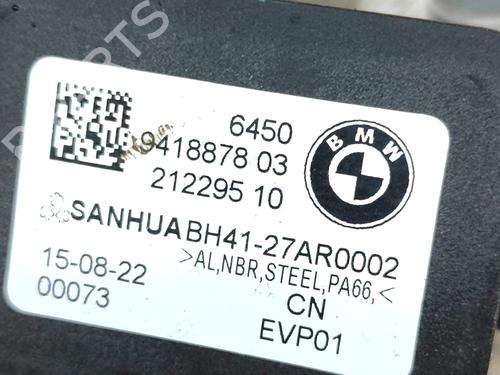 6450
9418878 03
212295 10
BMW
SANHUA BH41-27AR0002
>AL,NBR,STEEL,PA66,<
15-08-22
CN
00073
EVP01
PARTS